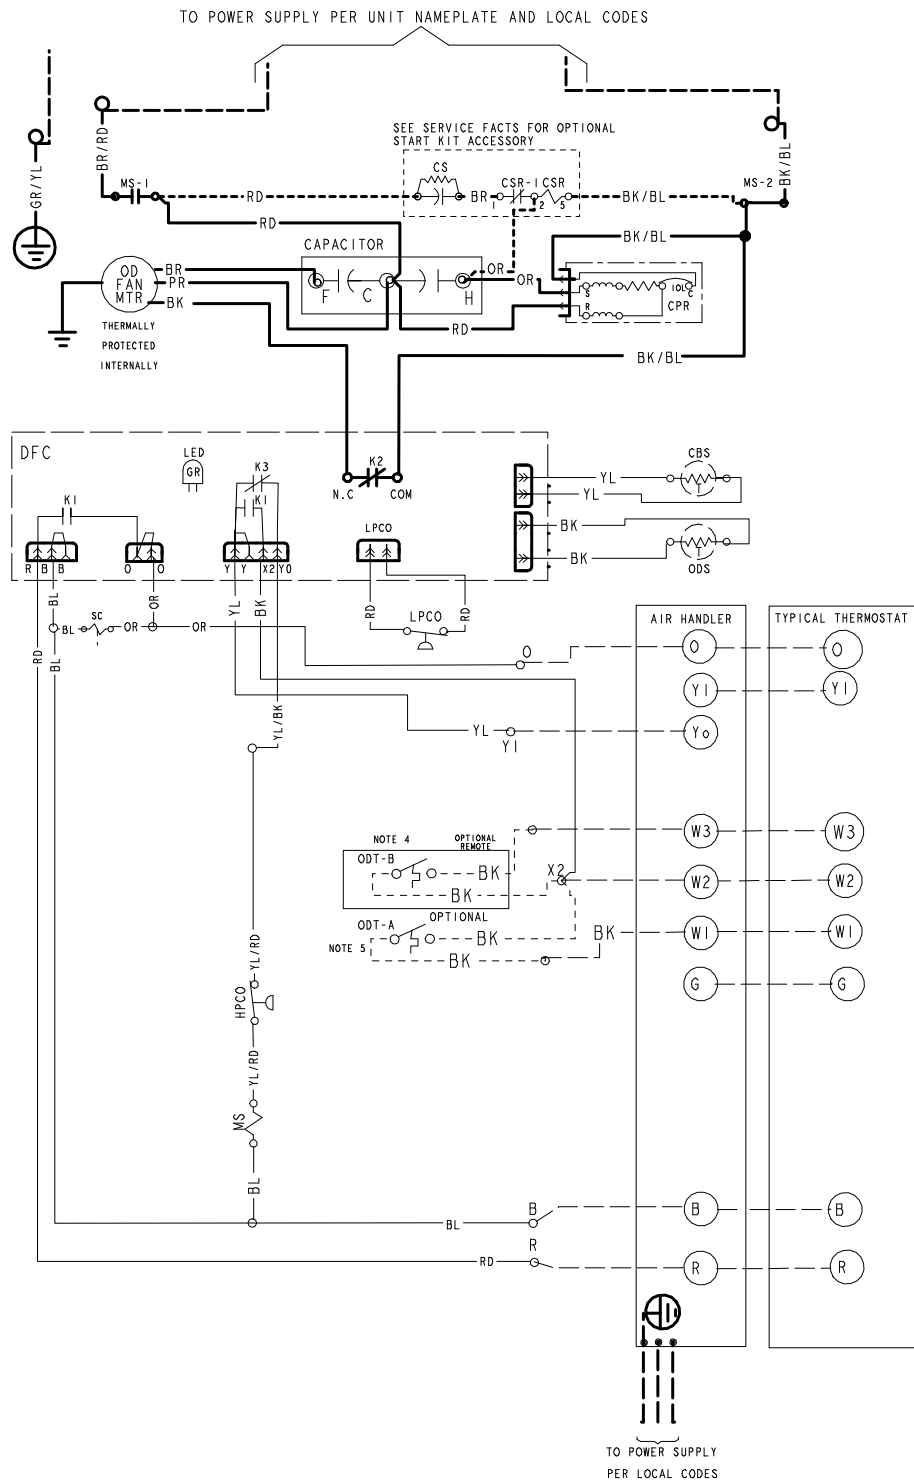 TO POWER SUPPLY PER UNIT NAMEPLATE AND LOCAL CODES
SEE SERVICE FACTS FOR OPTIONAL
START KIT ACCESSORY
BR/RD
BK/BL
GR/YL
MS-1
RD
CS
BR
CSR-1 CSR
1 2 5
BK/BL
MS-2
RD
BK/BL
CAPACITOR
OD
FAN
MTR
BR
PR
BK
F C H
OR
OR
S
R
IOL C
CPR
RD
THERMALLY
PROTECTED
INTERNALLY
BK/BL
DFC
LED
GR
K3
K1
K1
K2
N.C COM
LPCO
YL
YL
CBS
BK
BK
ODS
R B B
O O
Y Y X2 YO
BL
OR
YL
BK
RD
LPCO
RD
BL SC OR OR
RD
BL
YL/BK
O
YL
Y1
AIR HANDLER
TYPICAL THERMOSTAT
O O
Y1 Y1
Yo
NOTE 4
OPTIONAL
REMOTE
ODT-B
BK
BK
X2
W3 W3
W2 W2
ODT-A
OPTIONAL
BK
NOTE 5
BK
BK
W1 W1
G G
YL/RD
HPCO
YL/RD
MS
BL
BL
B
B B
RD
R
R R
TO POWER SUPPLY
PER LOCAL CODES